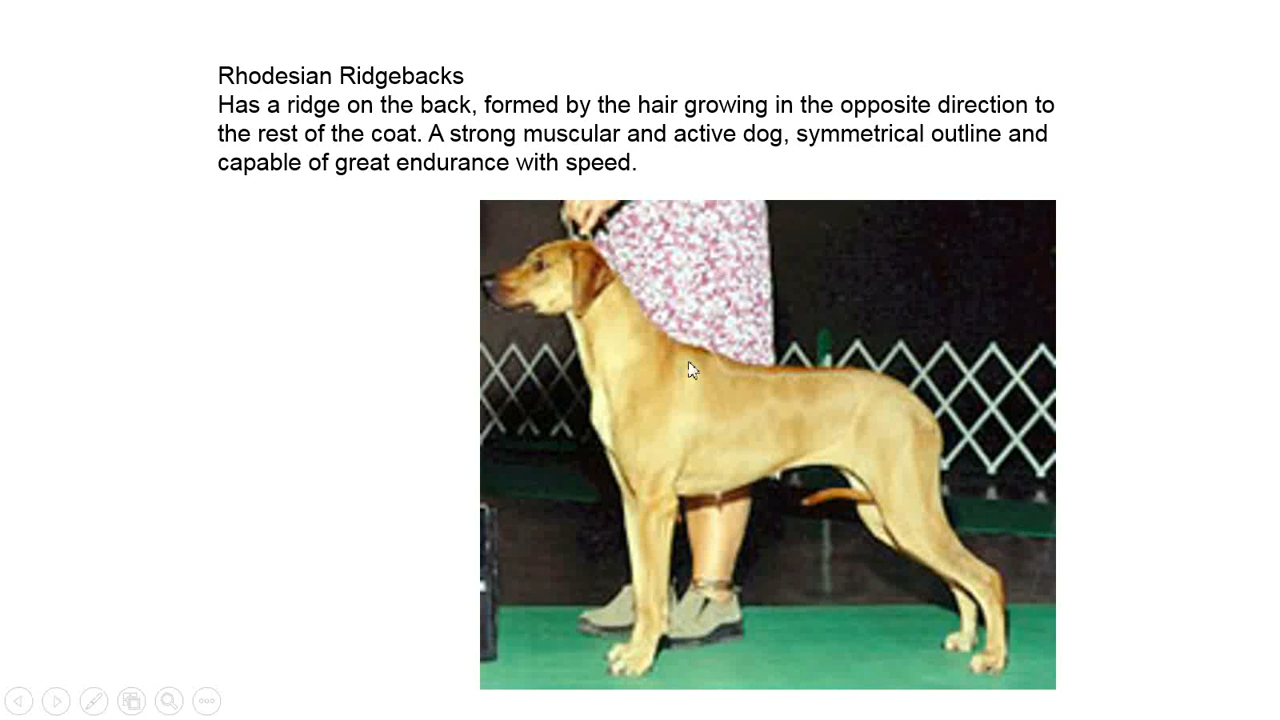 Rhodesian Ridgebacks
Has a ridge on the back, formed by the hair growing in the opposite direction to
the rest of the coat. A strong muscular and active dog, symmetrical outline and
capable of great endurance with speed.